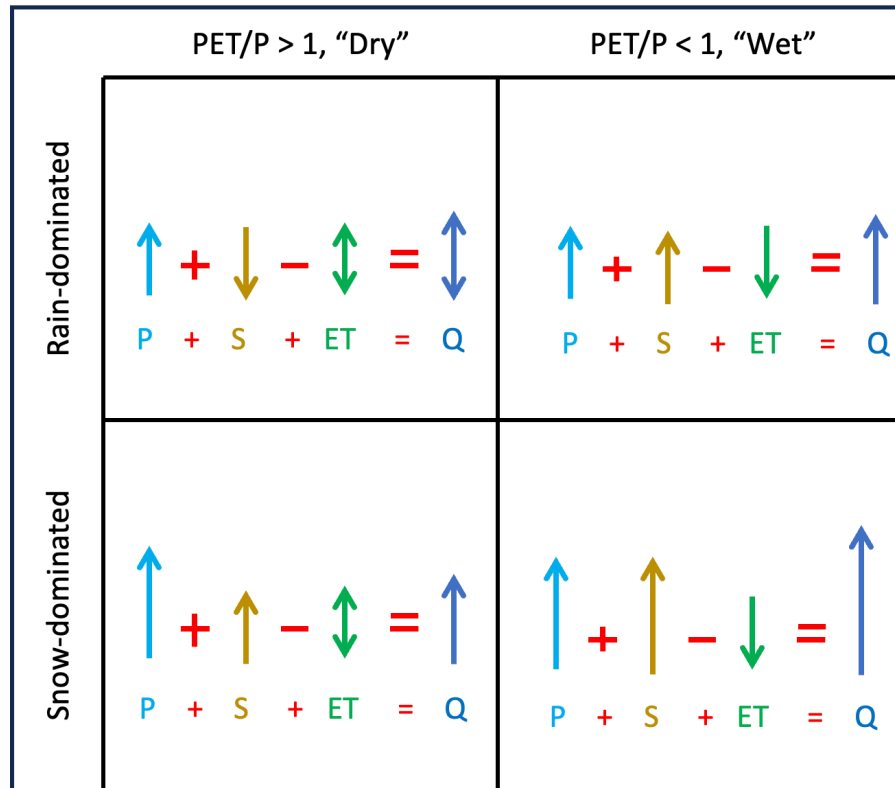 PET/P > 1, “Dry”
PET/P < 1, “Wet”
Rain-dominated
+ − =
P + S + ET = Q
+ − =
P + S + ET = Q
Snow-dominated
+ − =
P + S + ET = Q
+ − =
P + S + ET = Q